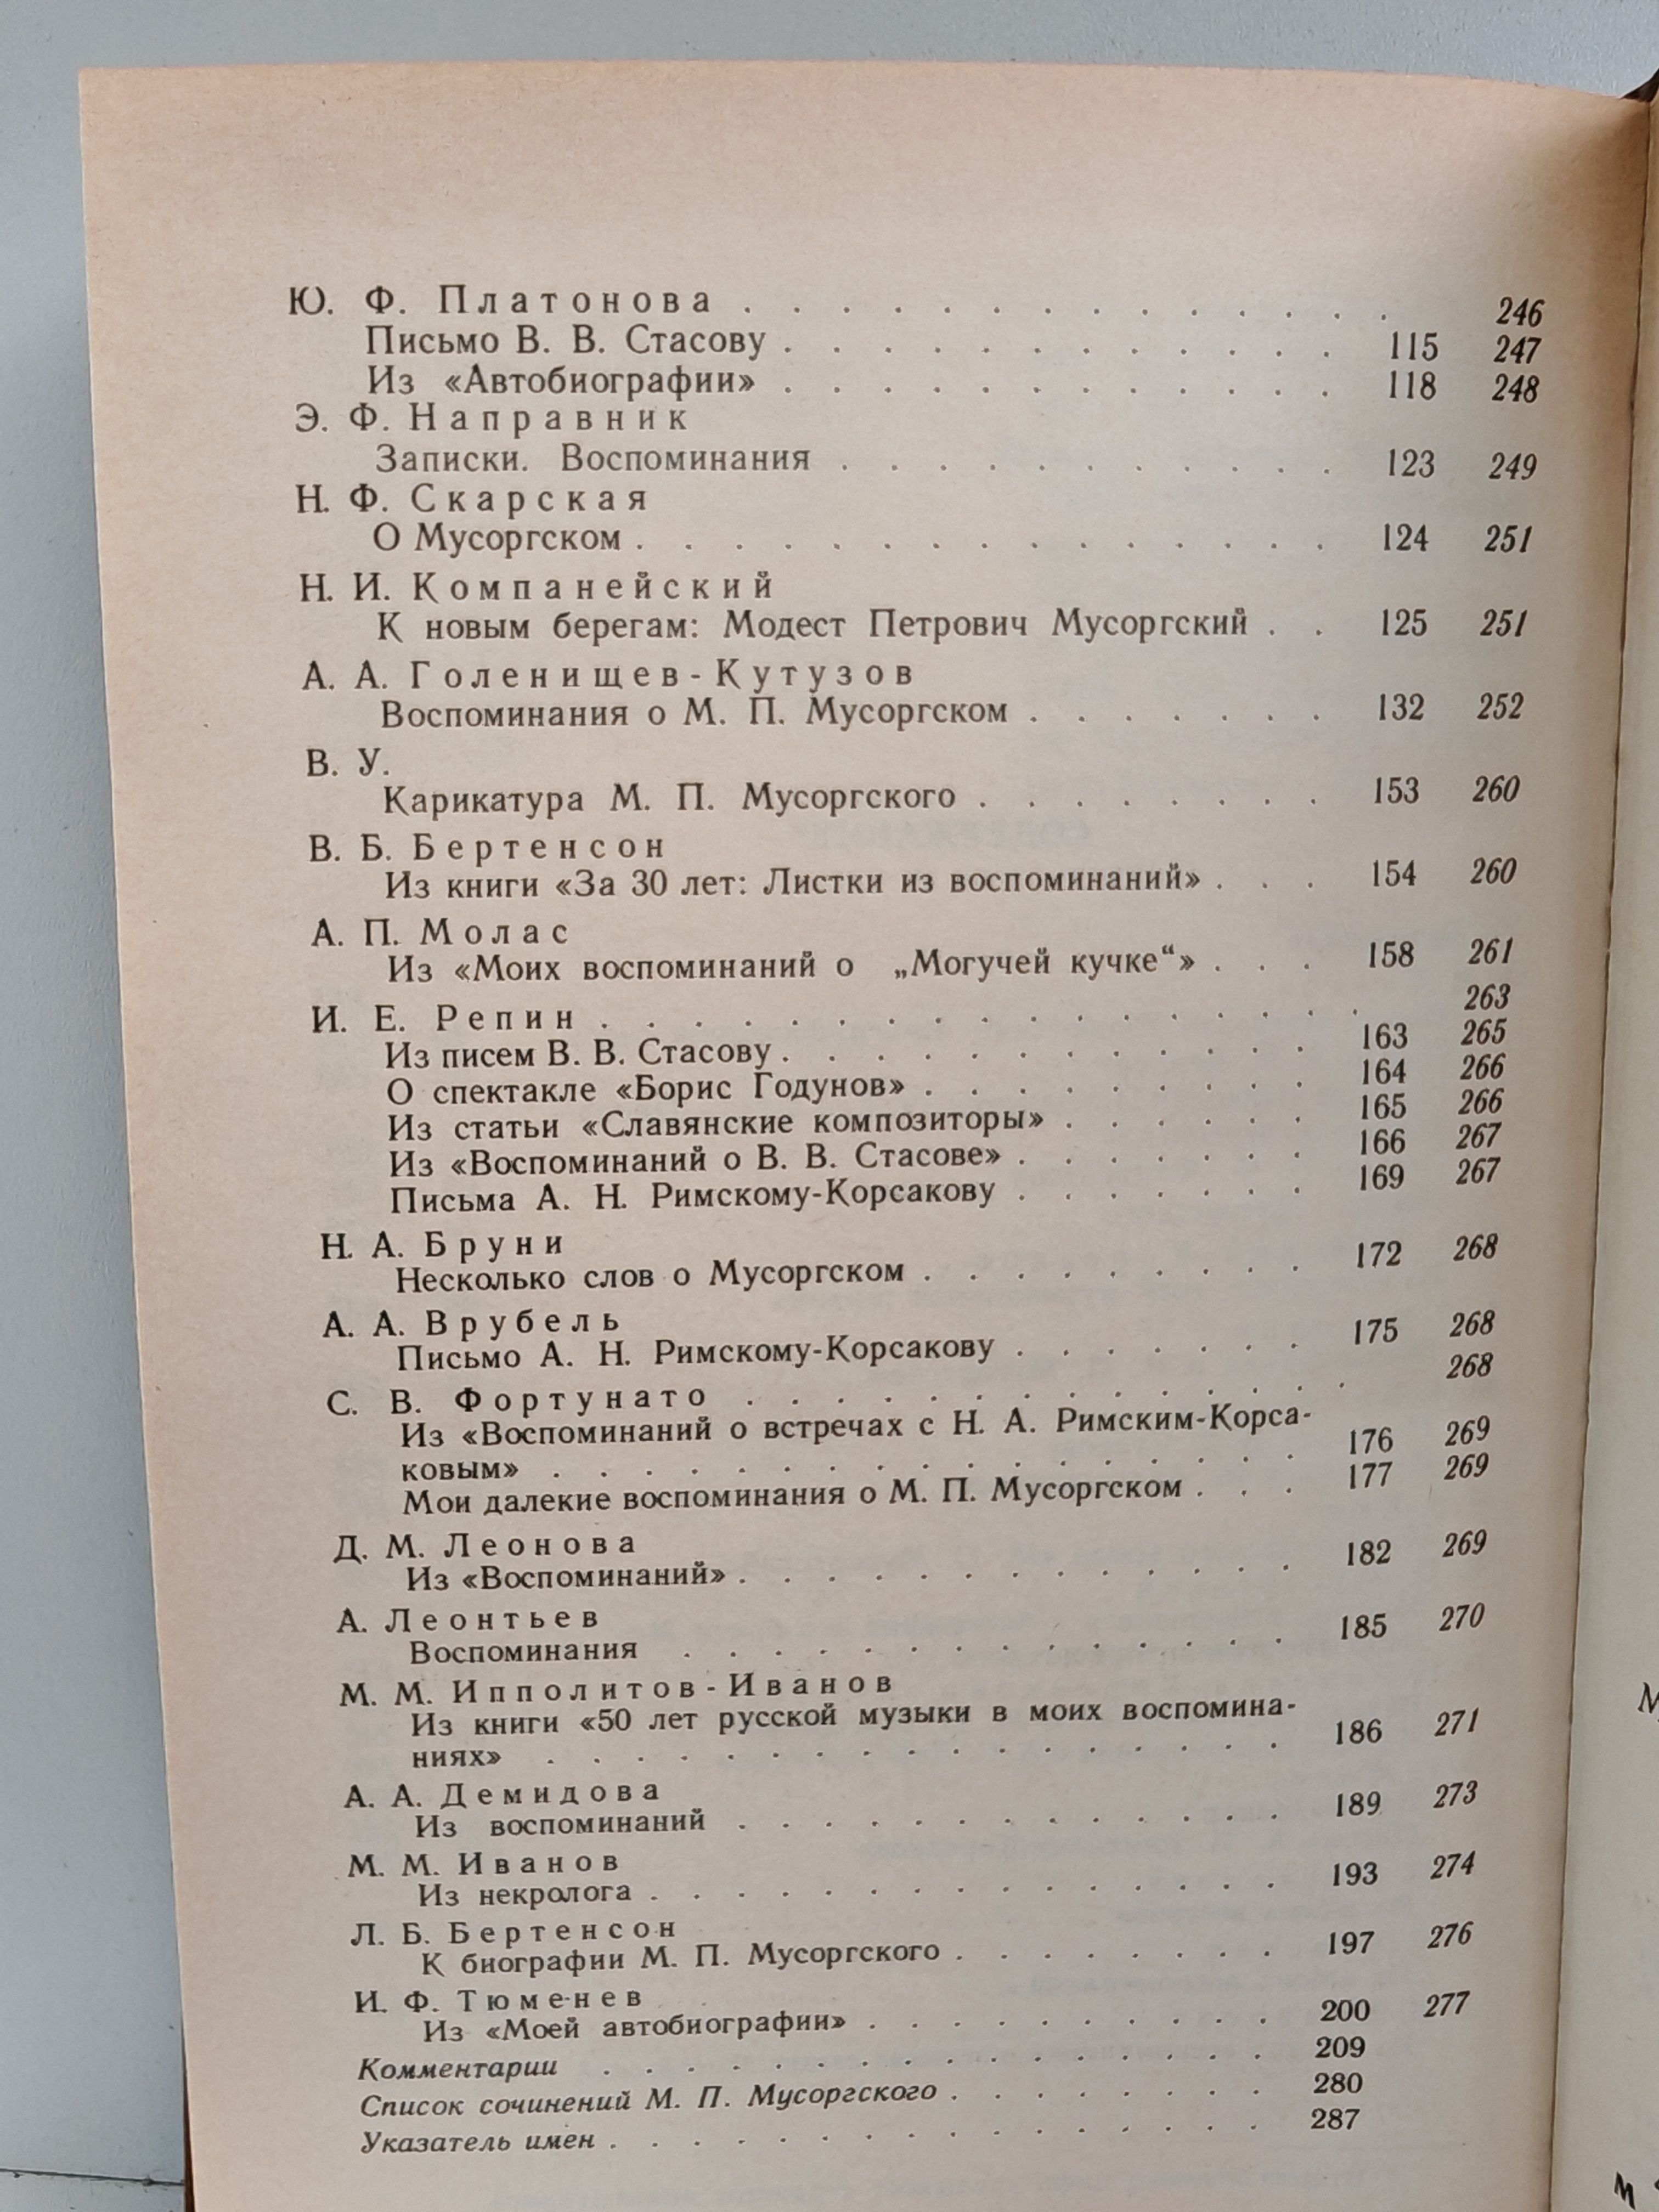 Ю. Ф. Платонова . . . . . . . . . . . . . . 246
Письмо В. В. Стасову . . . . . . . . . . . . 115 247
Из «Автобиографии» . . . . . . . . . . . . 118 248
Э. Ф. Направник
Записки. Воспоминания . . . . . . . . . . . 123 249
Н. Ф. Скарская
О Мусоргском . . . . . . . . . . . . . . . 124 251
Н. И. Компанейский
К новым берегам: Модест Петрович Мусоргский . . 125 251
А. А. Голенищев-Кутузов
Воспоминания о М. П. Мусоргском . . . . . . . 132 252
В. У.
Карикатура М. П. Мусоргского . . . . . . . . 153 260
В. Б. Бертенсон
Из книги «За 30 лет: Листки из воспоминаний» . . . 154 260
А. П. Молас
Из «Моих воспоминаний о „Могучей кучке“» . . . 158 261
И. Е. Репин . . . . . . . . . . . . . . . . . 263
Из писем В. В. Стасову . . . . . . . . . . . . 163 265
О спектакле «Борис Годунов» . . . . . . . . . 164 266
Из статьи «Славянские композиторы» . . . . . . 165 266
Из «Воспоминаний о В. В. Стасове» . . . . . . . 166 267
Письма А. Н. Римскому-Корсакову . . . . . . . 169 267
Н. А. Бруни
Несколько слов о Мусоргском . . . . . . . . . 172 268
А. А. Врубель
Письмо А. Н. Римскому-Корсакову . . . . . . . 175 268
С. В. Фортунато . . . . . . . . . . . . . . 268
Из «Воспоминаний о встречах с Н. А. Римским-Корса-
ковым» . . . . . . . . . . . . . . . . . 176 269
Мои далекие воспоминания о М. П. Мусоргском . . . 177 269
Д. М. Леонова
Из «Воспоминаний» . . . . . . . . . . . . . 182 269
А. Леонтьев
Воспоминания . . . . . . . . . . . . . . 185 270
М. М. Ипполитов-Иванов
Из книги «50 лет русской музыки в моих воспомина-
ниях» . . . . . . . . . . . . . . . . . 186 271
А. А. Демидова
Из воспоминаний . . . . . . . . . . . . . 189 273
М. М. Иванов
Из некролога . . . . . . . . . . . . . . . 193 274
Л. Б. Бертенсон
К биографии М. П. Мусоргского . . . . . . . . 197 276
И. Ф. Тюменев
Из «Моей автобиографии» . . . . . . . . . . 200 277
Комментарии . . . . . . . . . . . . . . . . 209
Список сочинений М. П. Мусоргского . . . . . . . . 280
Указатель имен . . . . . . . . . . . . . . . . 287